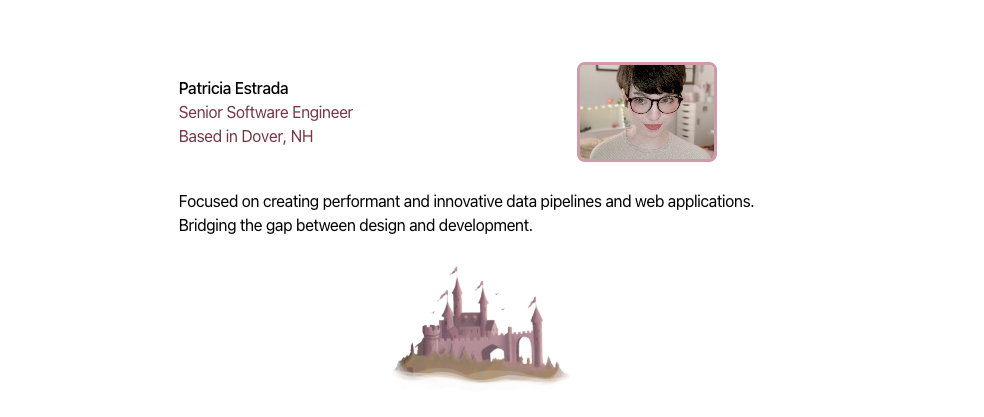 Patricia Estrada
Senior Software Engineer
Based in Dover, NH
Focused on creating performant and innovative data pipelines and web applications.
Bridging the gap between design and development.